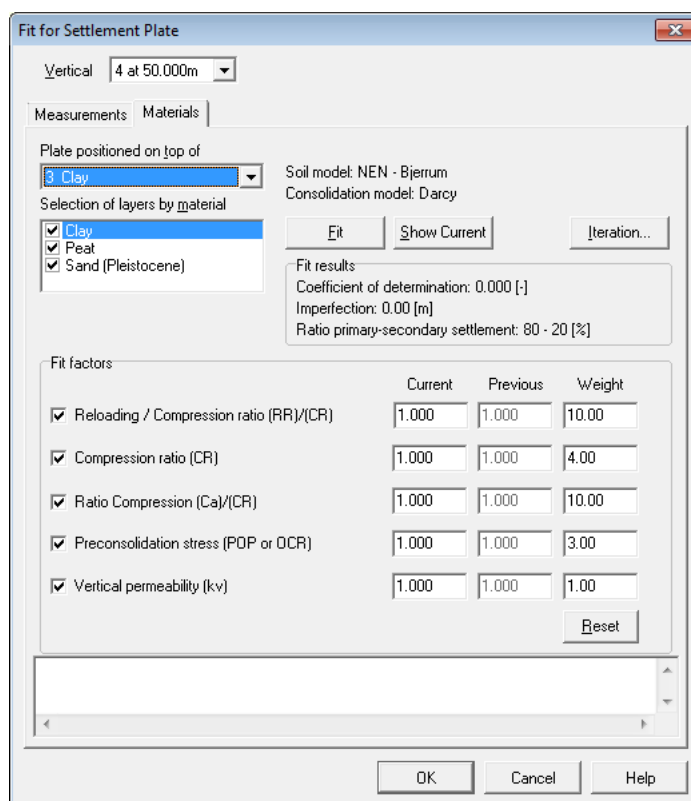 Fit for Settlement Plate
Vertical 4 at 50.000m
Measurements Materials
Plate positioned on top of
3 Clay
Soil model: NEN - Bjerrum
Consolidation model: Darcy
Selection of layers by material
Clay
Peat
Sand (Pleistocene)
Fit Show Current Iteration...
Fit results
Coefficient of determination: 0.000 [-]
Imperfection: 0.00 [m]
Ratio primary-secondary settlement: 80 - 20 [%]
Fit factors
Current Previous Weight
Reloading / Compression ratio (RR)/(CR) 1.000 1.000 10.00
Compression ratio (CR) 1.000 1.000 4.00
Ratio Compression (Ca)/(CR) 1.000 1.000 10.00
Preconsolidation stress (POP or OCR) 1.000 1.000 3.00
Vertical permeability (kv) 1.000 1.000 1.00
Reset
OK Cancel Help